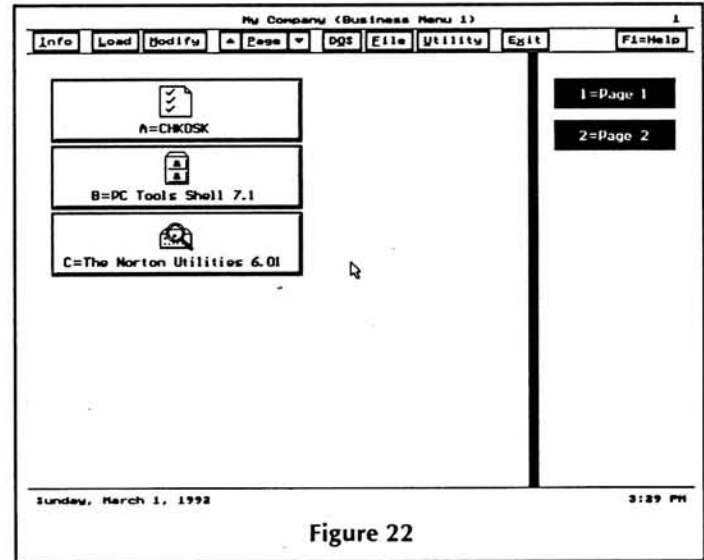 My Company (Business Menu 1) 1
Info Load Modify Page DOS File Utility Exit F1=Help
A=CHKDSK
B=PC Tools Shell 7.1
C=The Norton Utilities 6.01
1=Page 1
2=Page 2
Sunday, March 1, 1992 3:29 PM
Figure 22